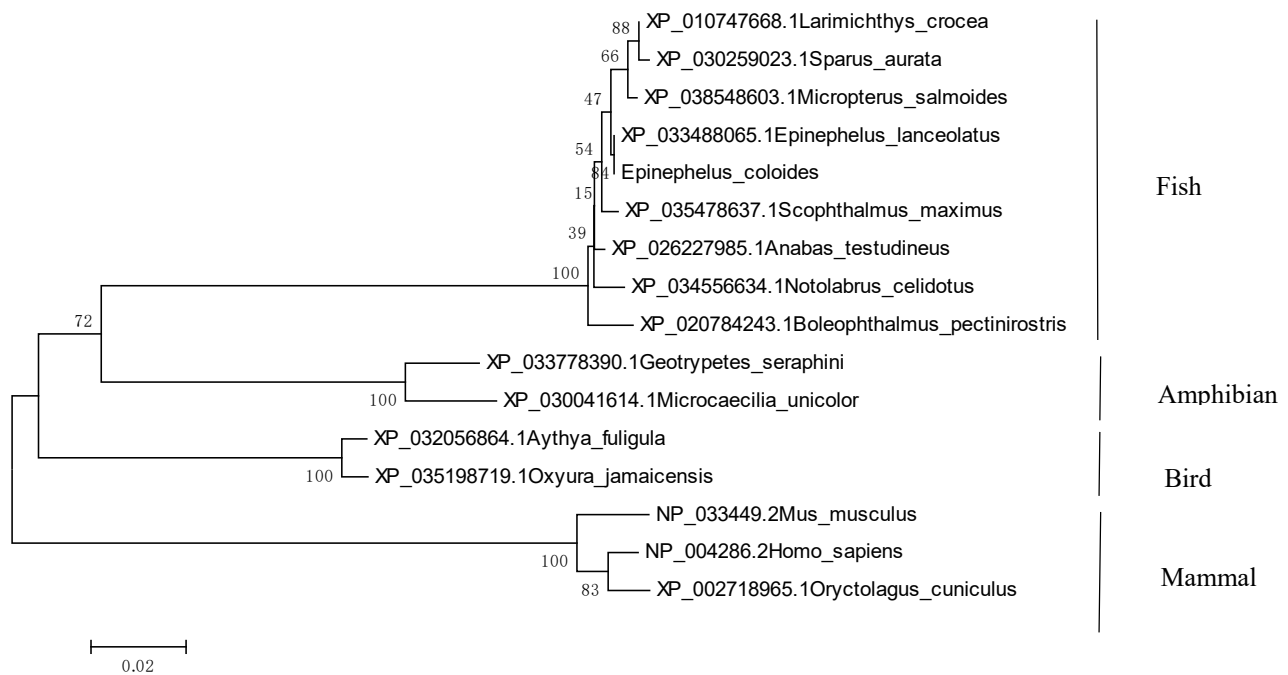 XP_010747668.1Larimichthys_crocea
88
66
XP_030259023.1Sparus_aurata
47
XP_038548603.1Micropterus_salmoides
XP_033488065.1Epinephelus_lanceolatus
54
84
Epinephelus_coloides
Fish
15
XP_035478637.1Scophthalmus_maximus
39
XP_026227985.1Anabas_testudineus
100
XP_034556634.1Notolabrus_celidotus
72
XP_020784243.1Boleophthalmus_pectinirostris
XP_033778390.1Geotrypetes_seraphini
100
XP_030041614.1Microcaecilia_unicolor
Amphibian
XP_032056864.1Aythya_fuligula
100
XP_035198719.1Oxyura_jamaicensis
Bird
NP_033449.2Mus_musculus
100
NP_004286.2Homo_sapiens
Mammal
83
XP_002718965.1Oryctolagus_cuniculus
0.02